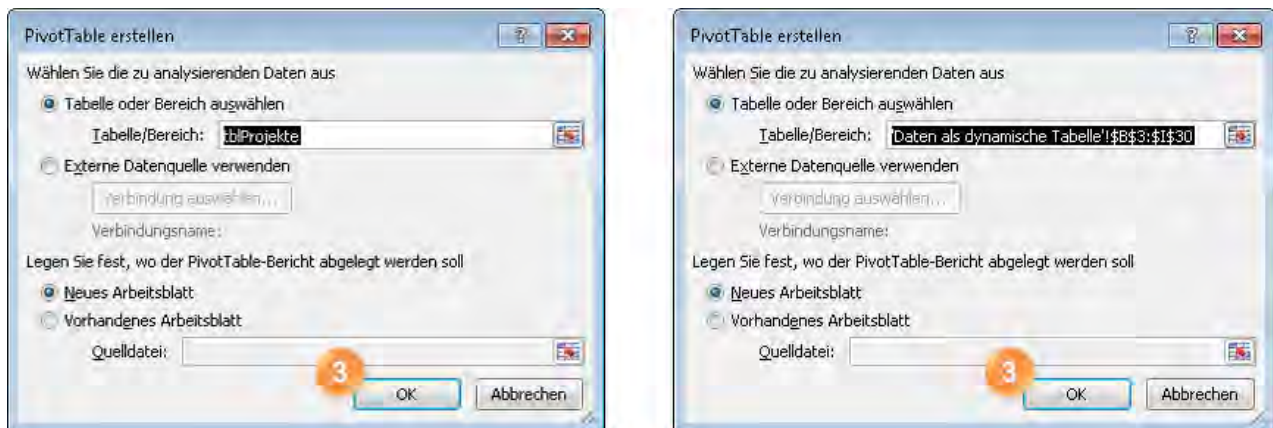 PivotTable erstellen
Wählen Sie die zu analysierenden Daten aus
Tabelle oder Bereich auswählen
Tabelle/Bereich: tblProjekte
Externe Datenquelle verwenden
Verbindung auswählen...
Verbindungsname:
Legen Sie fest, wo der PivotTable-Bericht abgelegt werden soll
Neues Arbeitsblatt
Vorhandenes Arbeitsblatt
Quelldatei:
3
OK Abbrechen
PivotTable erstellen
Wählen Sie die zu analysierenden Daten aus
Tabelle oder Bereich auswählen
Tabelle/Bereich: 'Daten als dynamische Tabelle'!$B$3:$I$30
Externe Datenquelle verwenden
Verbindung auswählen...
Verbindungsname:
Legen Sie fest, wo der PivotTable-Bericht abgelegt werden soll
Neues Arbeitsblatt
Vorhandenes Arbeitsblatt
Quelldatei:
3
OK Abbrechen